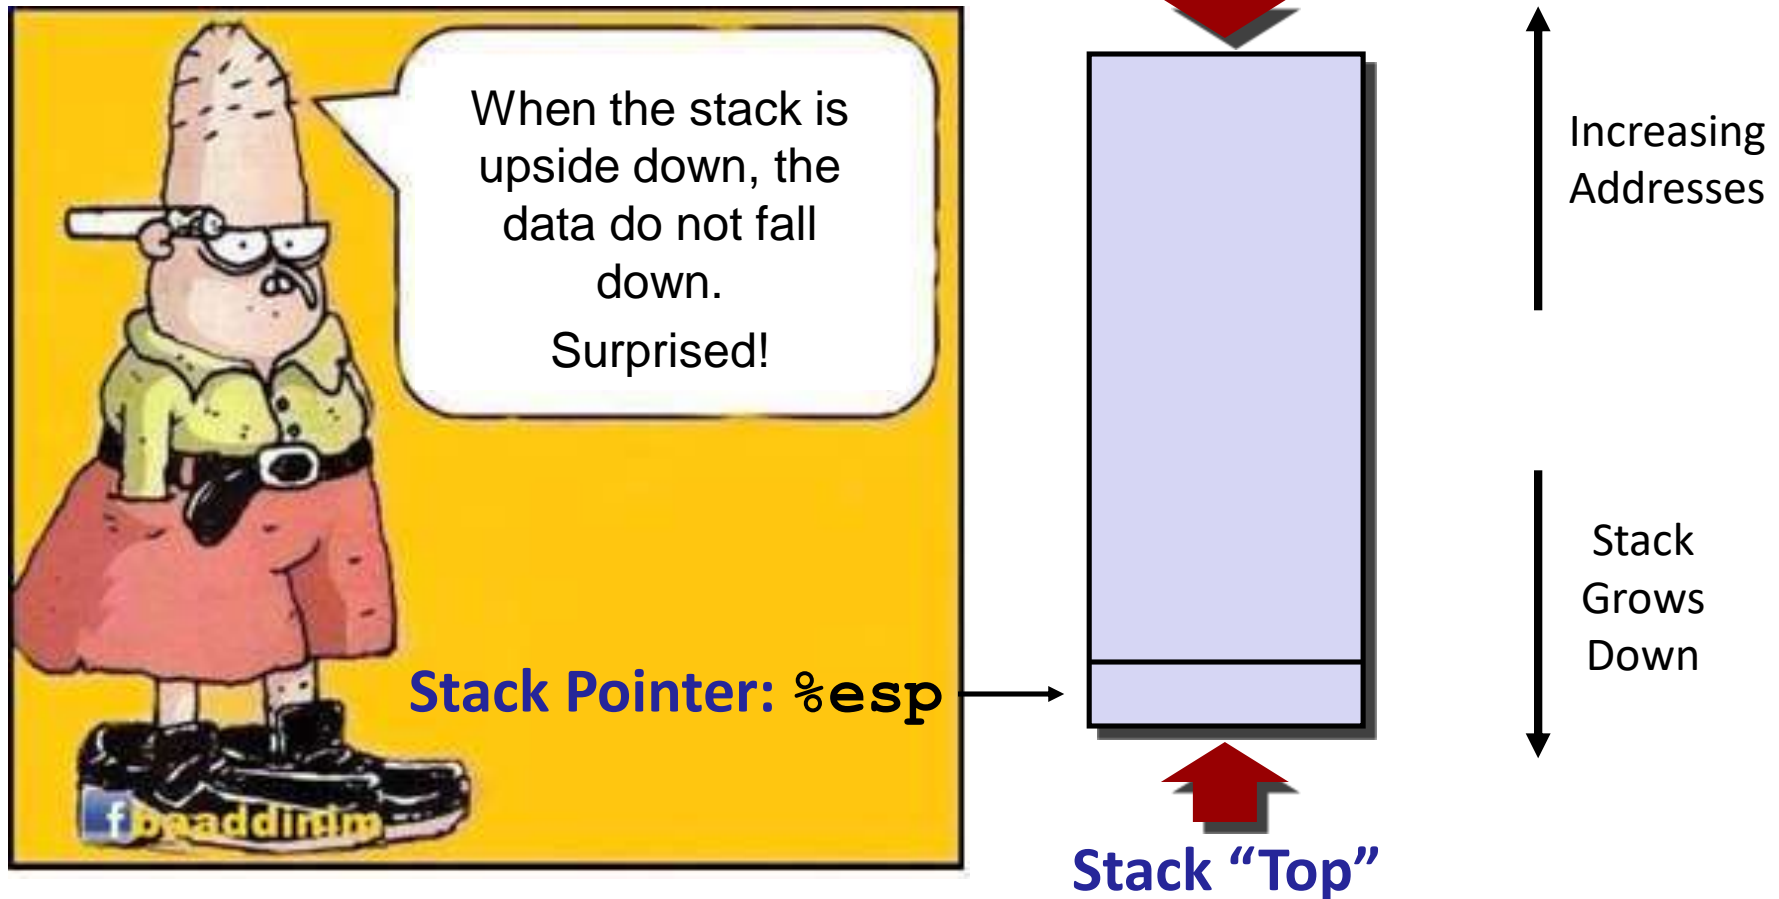 When the stack is
upside down, the
data do not fall
down.
Surprised!
Increasing
Addresses
Stack
Grows
Down
Stack Pointer: %esp
Stack “Top”